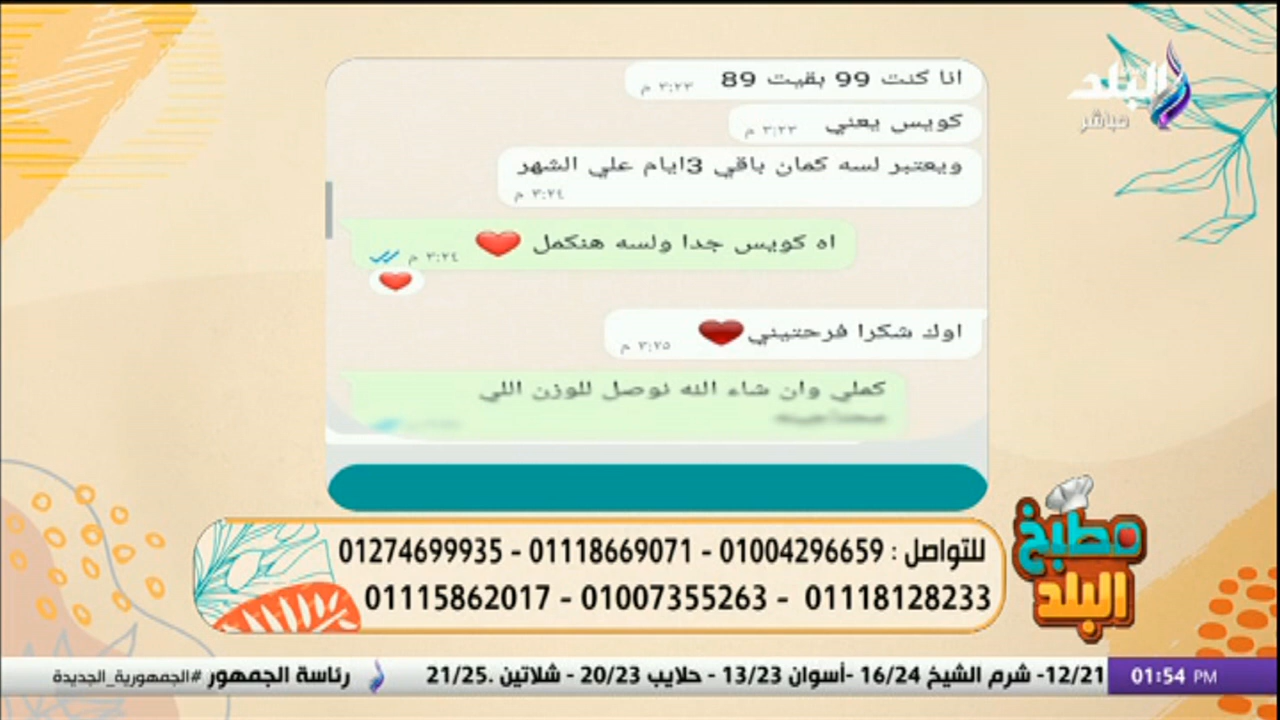 البلد
مباشر
انا كنت 99 بقيت 89
٣:٢٣ م
كويس يعني
٣:٢٣ م
ويعتبر لسه كمان باقي 3ايام علي الشهر
٣:٢٤ م
اه كويس جدا ولسه هنكمل ❤️
٣:٢٤ م
اوك شكرا فرحتيني❤️
٣:٢٥ م
كملي وان شاء الله نوصل للوزن اللي
مطبخ
البلد
للتواصل : 01004296659 - 01118669071 - 01274699935
01118128233 - 01007355263 - 01115862017
01:54 PM
12/21- شرم الشيخ 16/24 -أسوان 13/23 - حلايب 20/23 - شلاتين .21/25 رئاسة الجمهور #الجمهورية_الجديدة